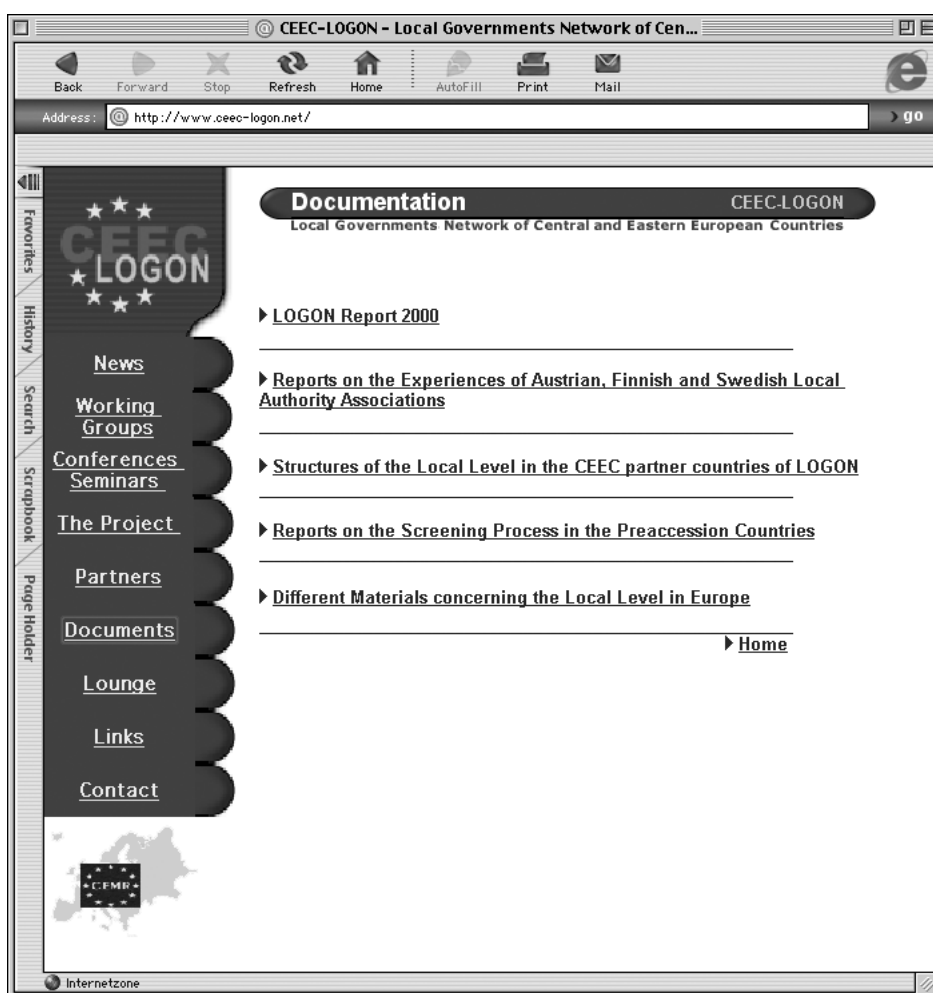 CEEC-LOGON - Local Governments Network of Cen...
Back Forward Stop Refresh Home AutoFill Print Mail
Address: http://www.ceec-logon.net/ go
Favorites
History
Search
Scrapbook
Page Holder
CEEC
LOGON
News
Working
Groups
Conferences
Seminars
The Project
Partners
Documents
Lounge
Links
Contact
CEMR
Documentation CEEC-LOGON
Local Governments Network of Central and Eastern European Countries
LOGON Report 2000
Reports on the Experiences of Austrian, Finnish and Swedish Local
Authority Associations
Structures of the Local Level in the CEEC partner countries of LOGON
Reports on the Screening Process in the Preaccession Countries
Different Materials concerning the Local Level in Europe
Home
Internetzone